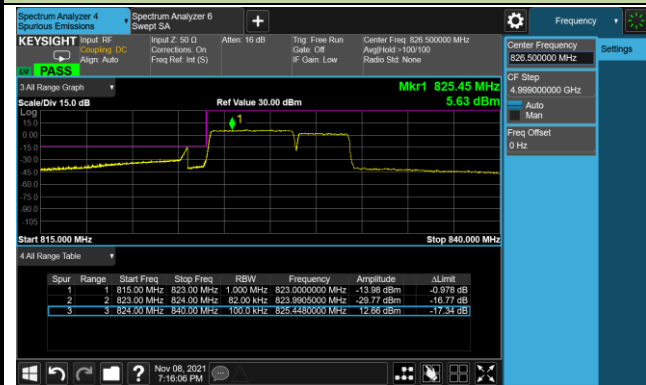 Spectrum Analyzer 4
Spurious Emissions
Spectrum Analyzer 6
Swept SA
+
Frequency
KEYSIGHT
Input: RF
Coupling: DC
Align: Auto
Input Z: 50 Ω
Corrections: On
Freq Ref: Int (S)
Atten: 16 dB
Trig: Free Run
Gate: Off
IF Gain: Low
Center Freq: 826.500000 MHz
Avg|Hold:>100/100
Radio Std: None
PASS
Center Frequency
826.500000 MHz
Settings
CF Step
4.999000000 GHz
Auto
Man
Freq Offset
0 Hz
3 All Range Graph
Mkr1 825.45 MHz
5.63 dBm
Scale/Div 15.0 dB
Ref Value 30.00 dBm
Log
15.0
0.00
-15.0
-30.0
-45.0
-60.0
-75.0
-90.0
-105
1
Start 815.000 MHz
Stop 840.000 MHz
4 All Range Table
Spur Range Start Freq Stop Freq RBW Frequency Amplitude ΔLimit
1 1 815.00 MHz 823.00 MHz 1.000 MHz 823.0000000 MHz -13.98 dBm -0.978 dB
2 2 823.00 MHz 824.00 MHz 82.00 kHz 823.9905000 MHz -29.77 dBm -16.77 dB
3 3 824.00 MHz 840.00 MHz 100.0 kHz 825.4480000 MHz 12.66 dBm -17.34 dB
?
Nov 08, 2021
7:16:06 PM